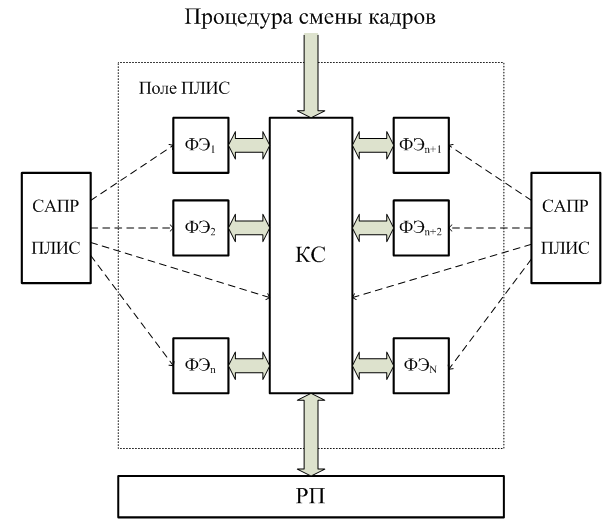 Процедура смены кадров
Поле ПЛИС
ФЭ1
ФЭn+1
САПР
ПЛИС
ФЭ2
КС
ФЭn+2
САПР
ПЛИС
ФЭn
ФЭN
РП